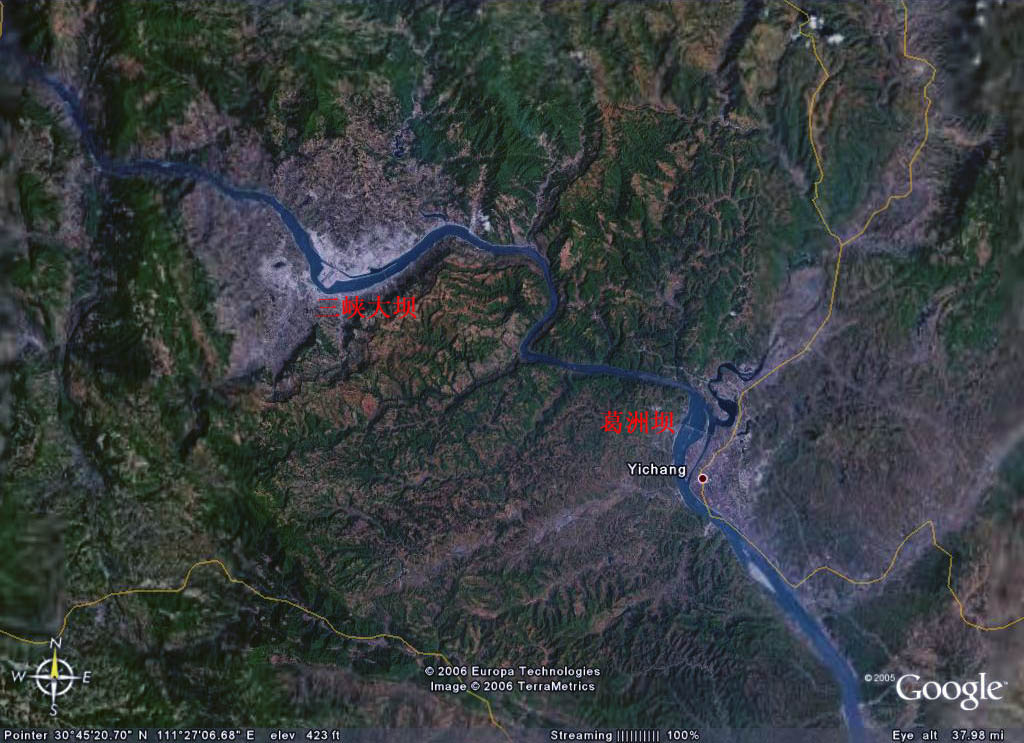 三峡大坝
葛洲坝
Yichang
N
W E
S
© 2006 Europa Technologies
Image © 2006 TerraMetrics
© 2005 Google™
Pointer 30°45'20.70" N 111°27'06.68" E elev 423 ft Streaming |||||||||| 100% Eye alt 37.98 mi